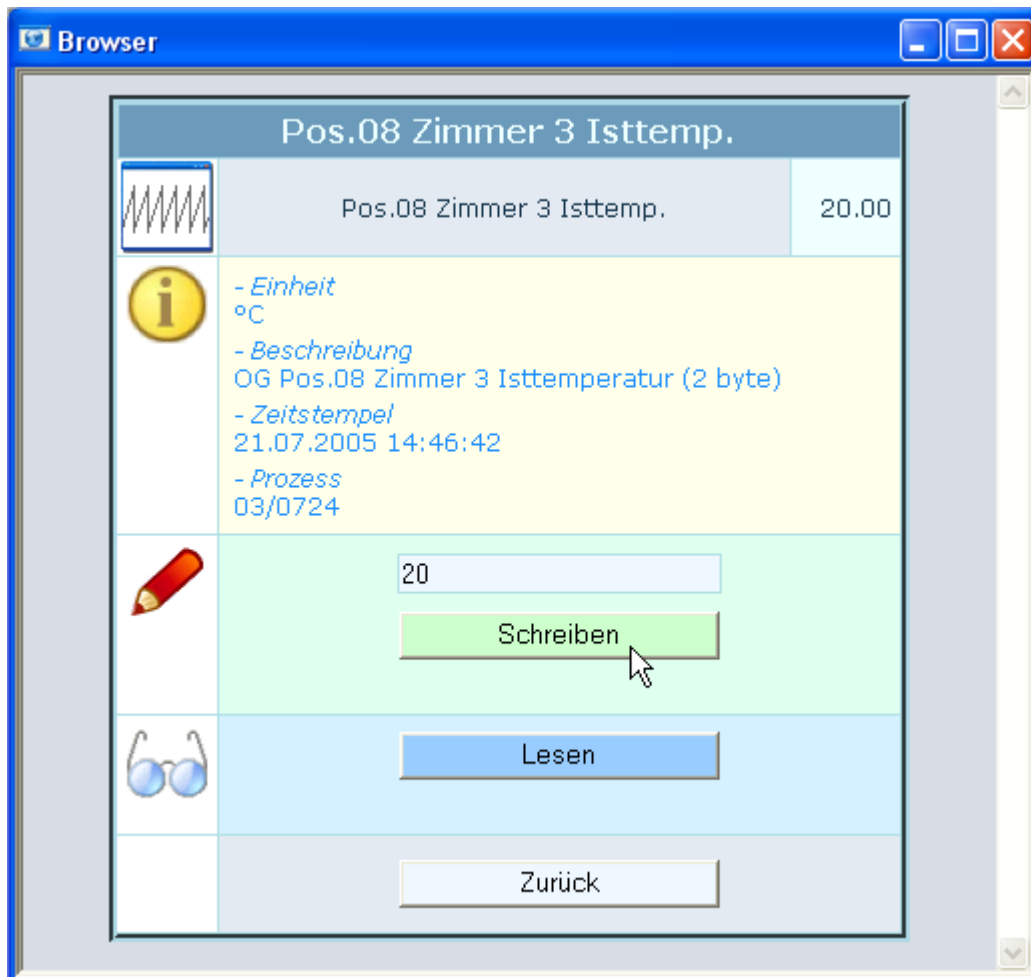 Browser
Pos.08 Zimmer 3 Isttemp.
Pos.08 Zimmer 3 Isttemp. 20.00
- Einheit
°C
- Beschreibung
OG Pos.08 Zimmer 3 Isttemperatur (2 byte)
- Zeitstempel
21.07.2005 14:46:42
- Prozess
03/0724
20
Schreiben
Lesen
Zurück